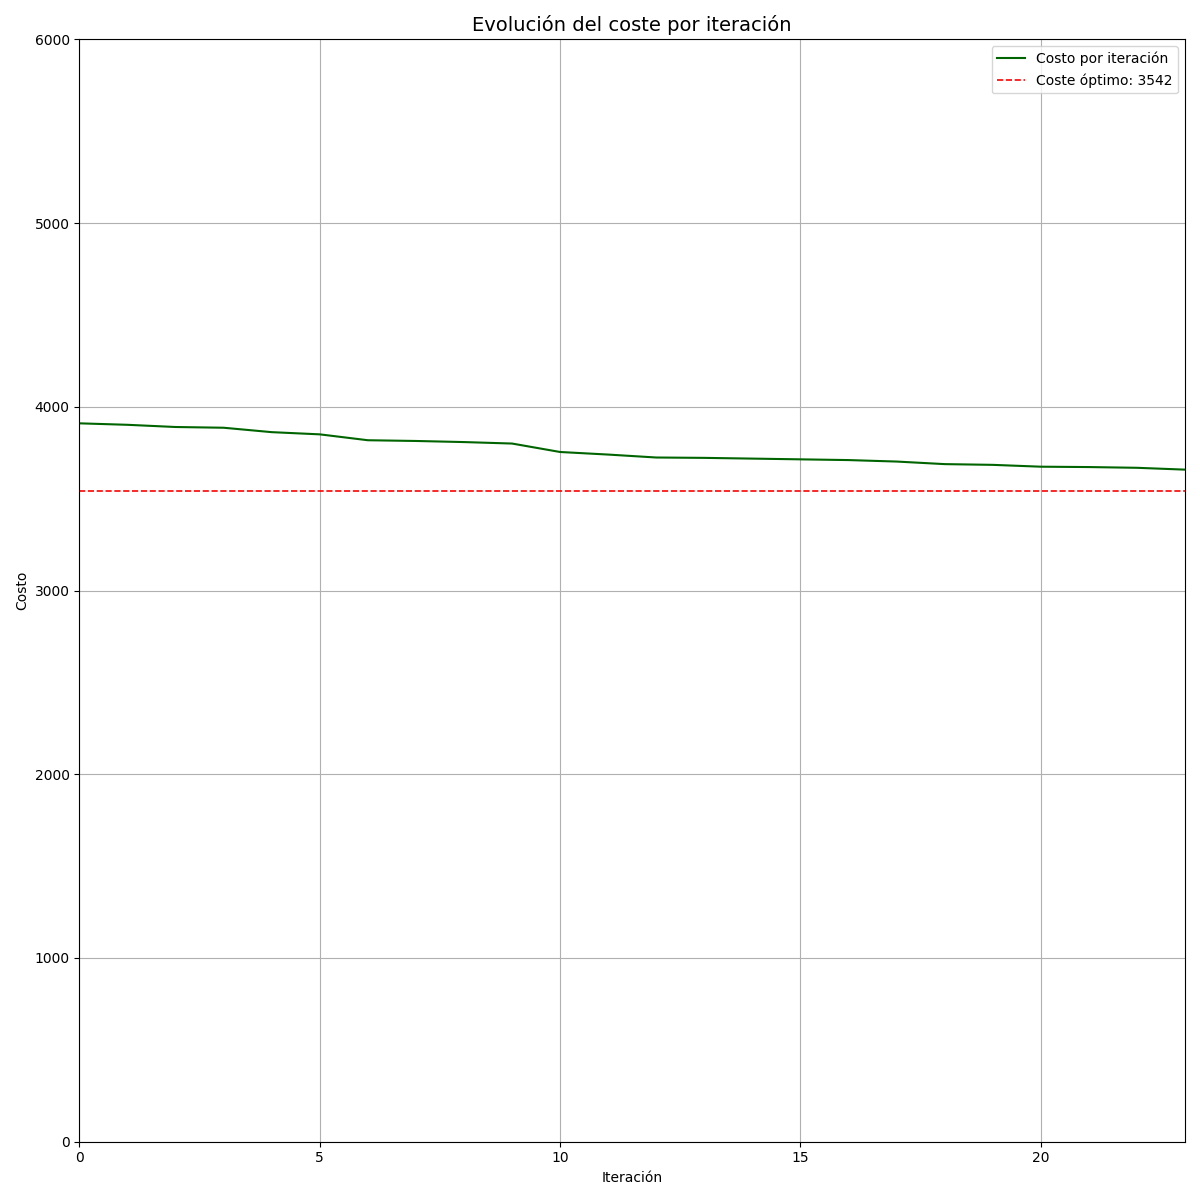 Evolución del coste por iteración
Costo por iteración
Coste óptimo: 3542
6000
5000
4000
3000
2000
1000
0
Costo
0 5 10 15 20
Iteración